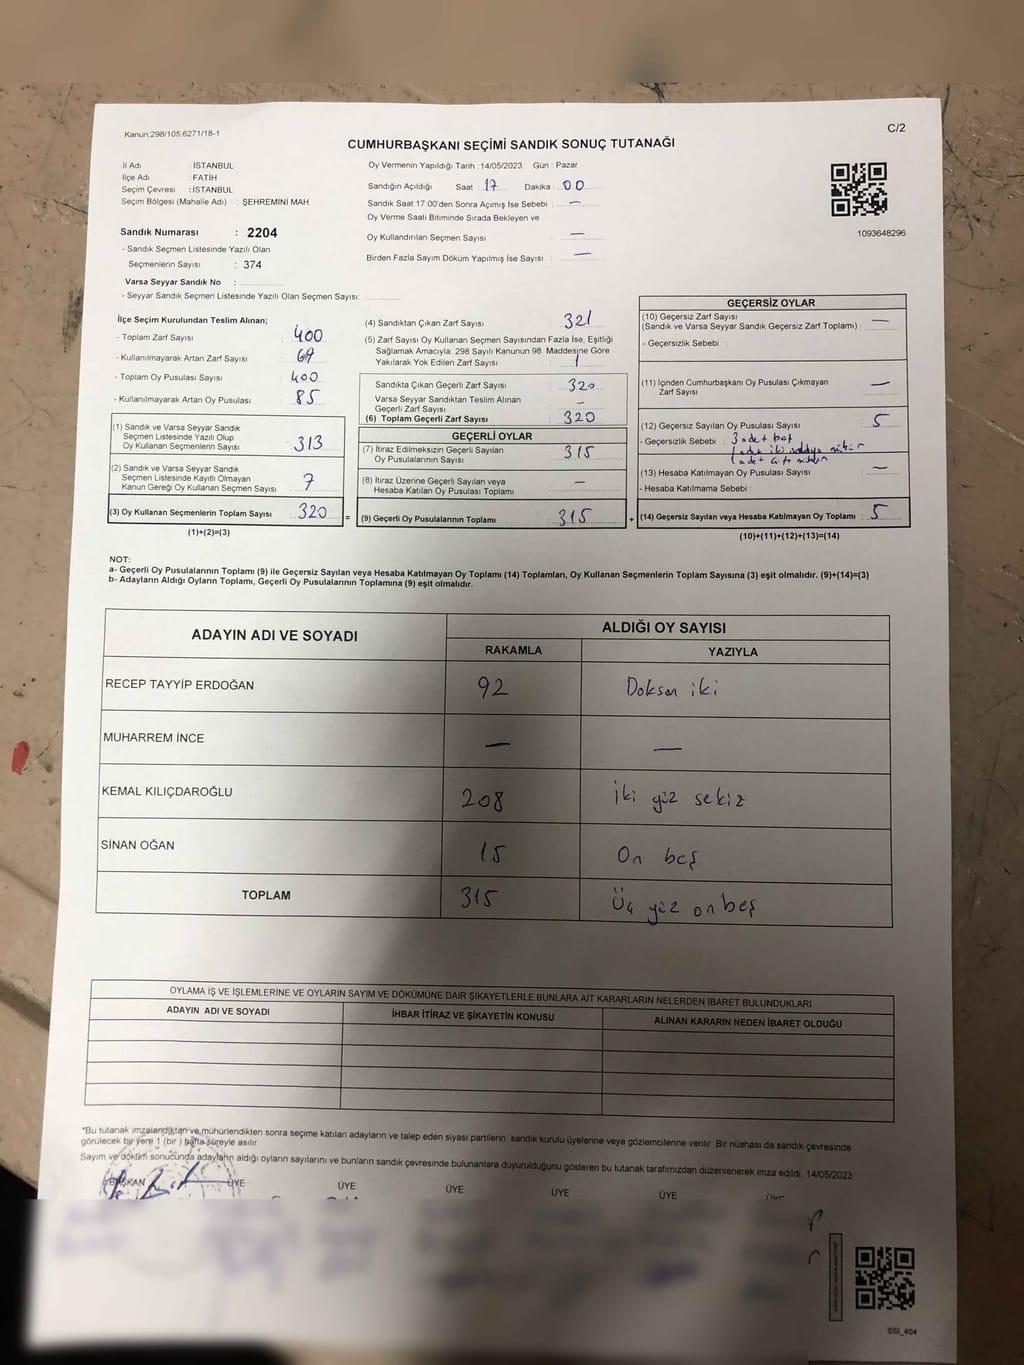 Kanun:298/105;6271/18-1
C/2
CUMHURBAŞKANI SEÇİMİ SANDIK SONUÇ TUTANAĞI
İl Adı : İSTANBUL
İlçe Adı : FATİH
Seçim Çevresi : İSTANBUL
Seçim Bölgesi (Mahalle Adı) : ŞEHREMİNİ MAH
Oy Vermenin Yapıldığı Tarih : 14/05/2023 Gün : Pazar
Sandığın Açıldığı Saat : 17 Dakika : 00
Sandık Saat 17.00'den Sonra Açımış İse Sebebi : —
Oy Verme Saati Bitiminde Sırada Bekleyen ve
Oy Kullandırılan Seçmen Sayısı : —
Birden Fazla Sayım Döküm Yapılmış İse Sayısı : —
1093648296
Sandık Numarası : 2204
- Sandık Seçmen Listesinde Yazılı Olan
Seçmenlerin Sayısı : 374
Varsa Seyyar Sandık No :
- Seyyar Sandık Seçmen Listesinde Yazılı Olan Seçmen Sayısı:
İlçe Seçim Kurulundan Teslim Alınan;
- Toplam Zarf Sayısı : 400
- Kullanılmayarak Artan Zarf Sayısı : 69
- Toplam Oy Pusulası Sayısı : 400
- Kullanılmayarak Artan Oy Pusulası : 85
(1) Sandık ve Varsa Seyyar Sandık
Seçmen Listesinde Yazılı Olup
Oy Kullanan Seçmenlerin Sayısı : 313
(2) Sandık ve Varsa Seyyar Sandık
Seçmen Listesinde Kayıtlı Olmayan
Kanun Gereği Oy Kullanan Seçmen Sayısı : 7
(3) Oy Kullanan Seçmenlerin Toplam Sayısı : 320 =
(1)+(2)=(3)
(4) Sandıktan Çıkan Zarf Sayısı : 321
(5) Zarf Sayısı Oy Kullanan Seçmen Sayısından Fazla İse, Eşitliği
Sağlamak Amacıyla; 298 Sayılı Kanunun 98. Maddesine Göre
Yakılarak Yok Edilen Zarf Sayısı : 1
Sandıkta Çıkan Geçerli Zarf Sayısı : 320
Varsa Seyyar Sandıktan Teslim Alınan
Geçerli Zarf Sayısı : —
(6) Toplam Geçerli Zarf Sayısı : 320
GEÇERLİ OYLAR
(7) İtiraz Edilmeksizin Geçerli Sayılan
Oy Pusulalarının Sayısı : 315
(8) İtiraz Üzerine Geçerli Sayılan veya
Hesaba Katılan Oy Pusulası Toplamı : —
(9) Geçerli Oy Pusulalarının Toplamı : 315 +
GEÇERSİZ OYLAR
(10) Geçersiz Zarf Sayısı
(Sandık ve Varsa Seyyar Sandık Geçersiz Zarf Toplamı) : —
- Geçersizlik Sebebi :
(11) İçinden Cumhurbaşkanı Oy Pusulası Çıkmayan
Zarf Sayısı : —
(12) Geçersiz Sayılan Oy Pusulası Sayısı : 5
- Geçersizlik Sebebi : 3 adet boş
1 adet iki adaya mühür
1 adet çift mühür
(13) Hesaba Katılmayan Oy Pusulası Sayısı : —
- Hesaba Katılmama Sebebi :
(14) Geçersiz Sayılan veya Hesaba Katılmayan Oy Toplamı : 5
(10)+(11)+(12)+(13)=(14)
NOT:
a- Geçerli Oy Pusulalarının Toplamı (9) ile Geçersiz Sayılan veya Hesaba Katılmayan Oy Toplamı (14) Toplamları, Oy Kullanan Seçmenlerin Toplam Sayısına (3) eşit olmalıdır. (9)+(14)=(3)
b- Adayların Aldığı Oyların Toplamı, Geçerli Oy Pusulalarının Toplamına (9) eşit olmalıdır.
ADAYIN ADI VE SOYADI
ALDIĞI OY SAYISI
RAKAMLA YAZIYLA
RECEP TAYYİP ERDOĞAN 92 Doksan iki
MUHARREM İNCE — —
KEMAL KILIÇDAROĞLU 208 İki yüz sekiz
SİNAN OĞAN 15 On beş
TOPLAM 315 Üç yüz on beş
OYLAMA İŞ VE İŞLEMLERİNE VE OYLARIN SAYIM VE DÖKÜMÜNE DAİR ŞİKAYETLERLE BUNLARA AİT KARARLARIN NELERDEN İBARET BULUNDUKLARI
ADAYIN ADI VE SOYADI İHBAR İTİRAZ VE ŞİKAYETİN KONUSU ALINAN KARARIN NEDEN İBARET OLDUĞU
*Bu tutanak imzalandıktan ve mühürlendikten sonra seçime katılan adayların ve talep eden siyasi partilerin sandık kurulu üyelerine veya gözlemcilerine verilir. Bir nüshası da sandık çevresinde
görülecek bir yere 1 (bir ) hafta süreyle asılır.
Sayım ve döküm sonucunda adayların aldığı oyların sayılarını ve bunların sandık çevresinde bulunanlara duyurulduğunu gösteren bu tutanak tarafımızdan düzenlenerek imza edildi. 14/05/2023
BAŞKAN ÜYE ÜYE ÜYE ÜYE ÜYE ÜYE
SSI_404